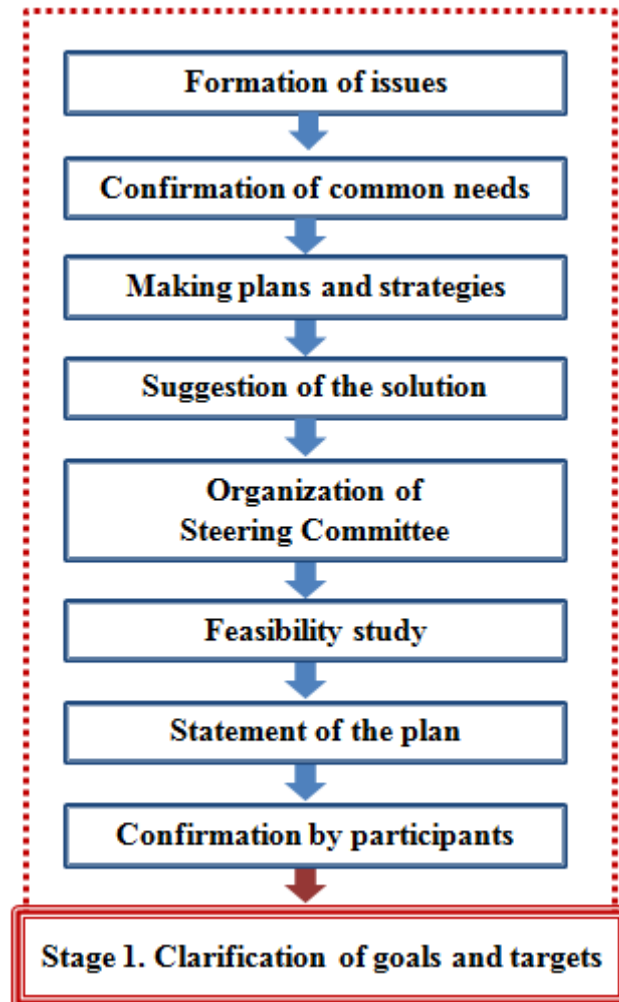 Formation of issues
Confirmation of common needs
Making plans and strategies
Suggestion of the solution
Organization of
Steering Committee
Feasibility study
Statement of the plan
Confirmation by participants
Stage 1. Clarification of goals and targets